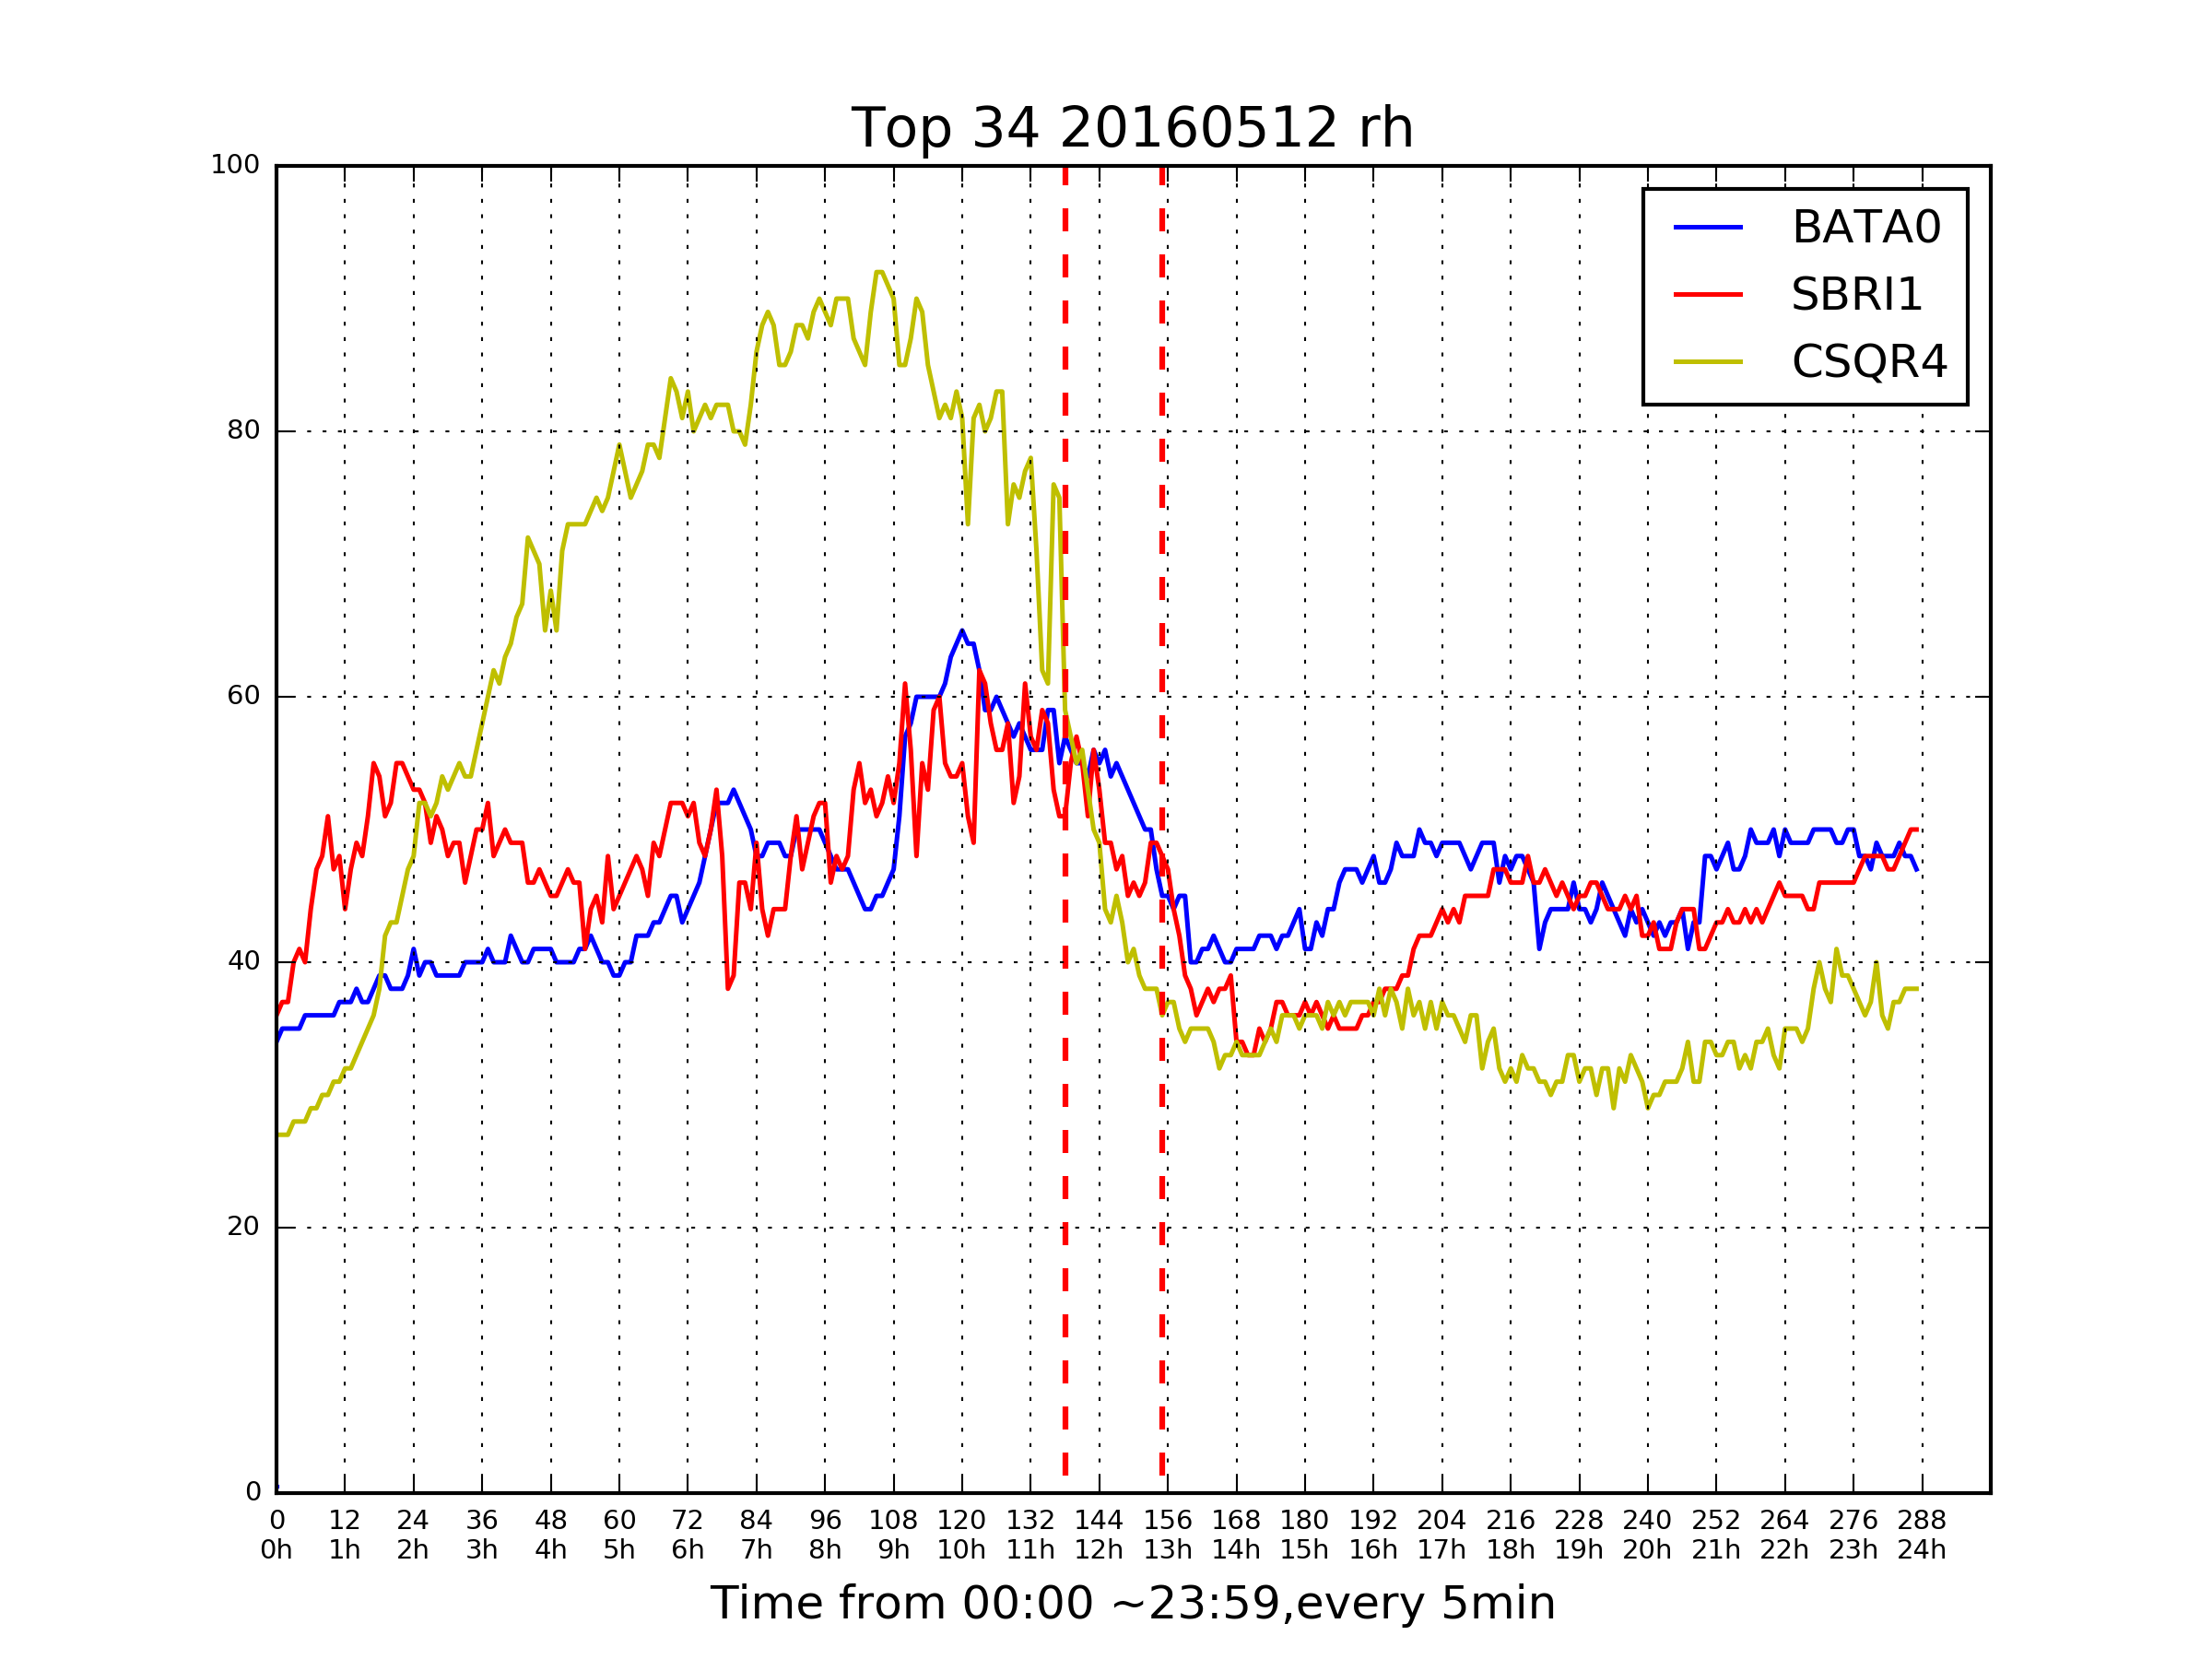 Top 34 20160512 rh
100
80
60
40
20
0
BATA0
SBRI1
CSQR4
0 12 24 36 48 60 72 84 96 108 120 132 144 156 168 180 192 204 216 228 240 252 264 276 288
0h 1h 2h 3h 4h 5h 6h 7h 8h 9h 10h 11h 12h 13h 14h 15h 16h 17h 18h 19h 20h 21h 22h 23h 24h
Time from 00:00 ~23:59,every 5min